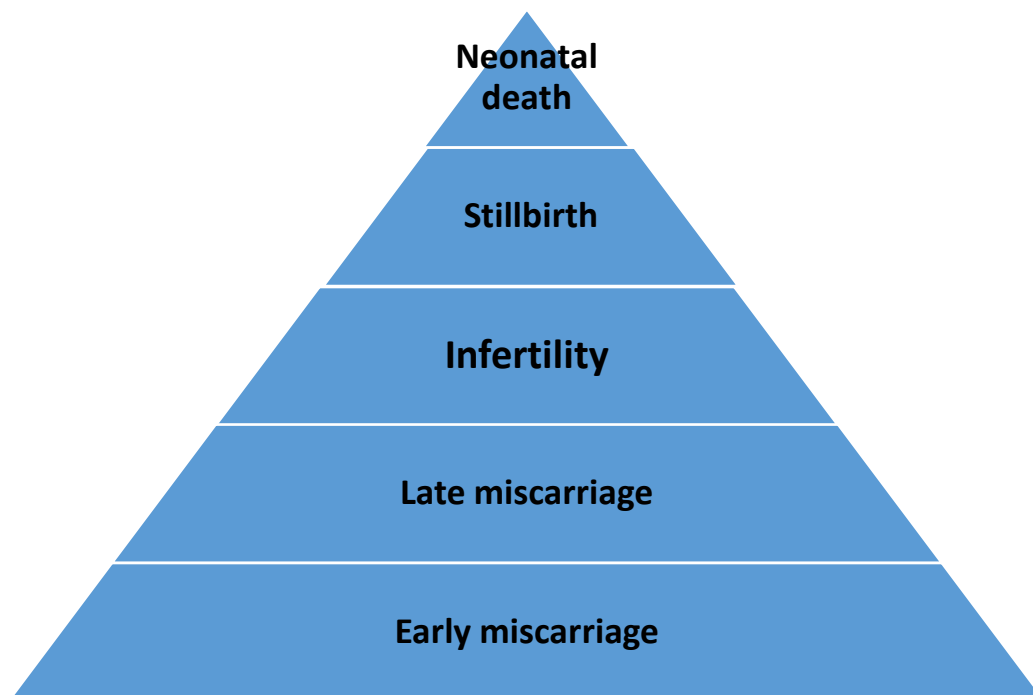 Neonatal
death
Stillbirth
Infertility
Late miscarriage
Early miscarriage